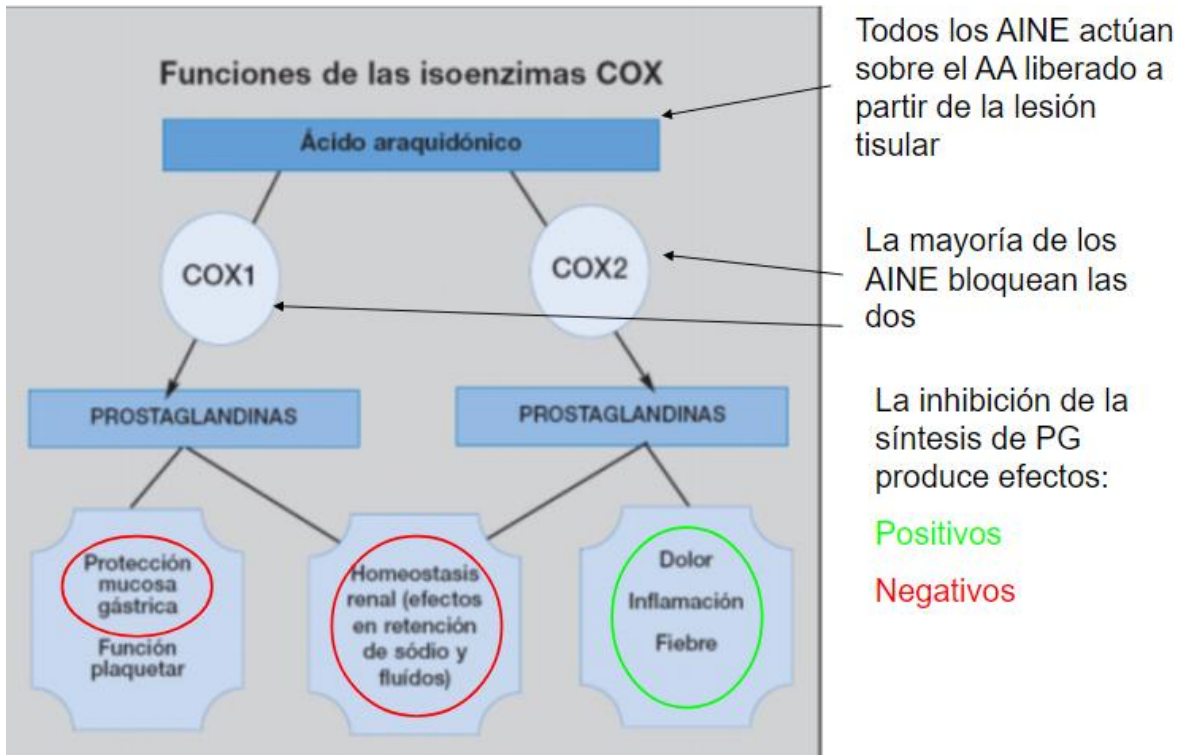 Funciones de las isoenzimas COX
Ácido araquidónico
COX1
COX2
PROSTAGLANDINAS
PROSTAGLANDINAS
Protección
mucosa
gástrica
Función
plaquetar
Homeostasis
renal (efectos
en retención
de sódio y
fluídos)
Dolor
Inflamación
Fiebre
Todos los AINE actúan
sobre el AA liberado a
partir de la lesión
tisular
La mayoría de los
AINE bloquean las
dos
La inhibición de la
síntesis de PG
produce efectos:
Positivos
Negativos